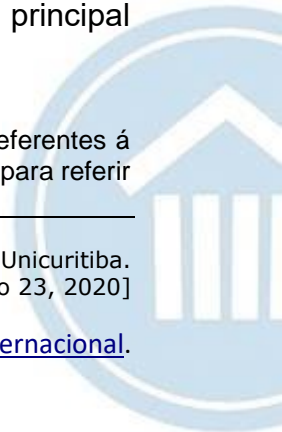 principal
eferentes á
para referir
Unicuritiba.
o 23, 2020]
ernacional.